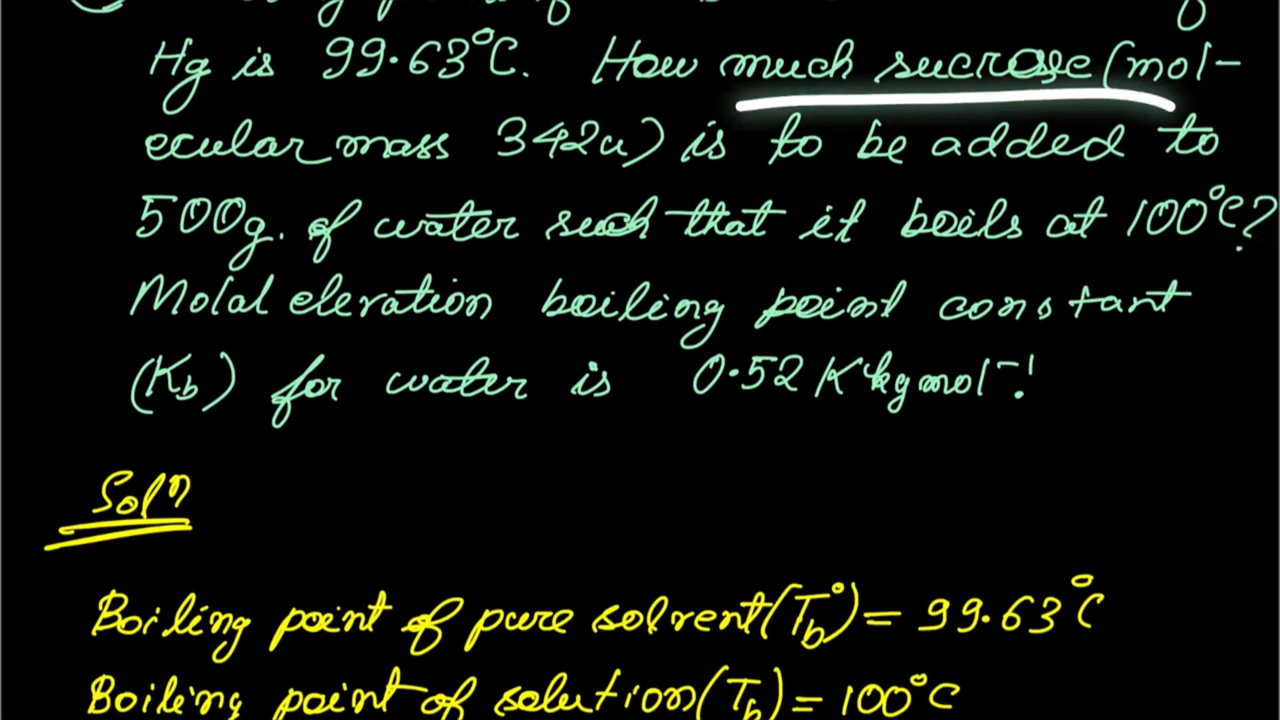 Hg is 99.63°C. How much sucrose (mol-
ecular mass 342u) is to be added to
500g. of water such that it boils at 100°C?
Molal elevation boiling point constant
(Kb) for water is 0.52 K kg mol⁻¹
Solⁿ
Boiling point of pure solvent (Tb°) = 99.63°C
Boiling point of solution (Tb) = 100°C